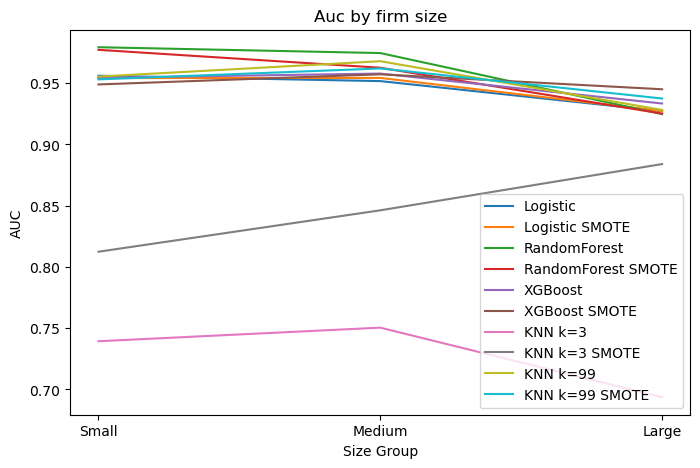 Auc by firm size
AUC
0.95
0.90
0.85
0.80
0.75
0.70
Logistic
Logistic SMOTE
RandomForest
RandomForest SMOTE
XGBoost
XGBoost SMOTE
KNN k=3
KNN k=3 SMOTE
KNN k=99
KNN k=99 SMOTE
Small Medium Large
Size Group